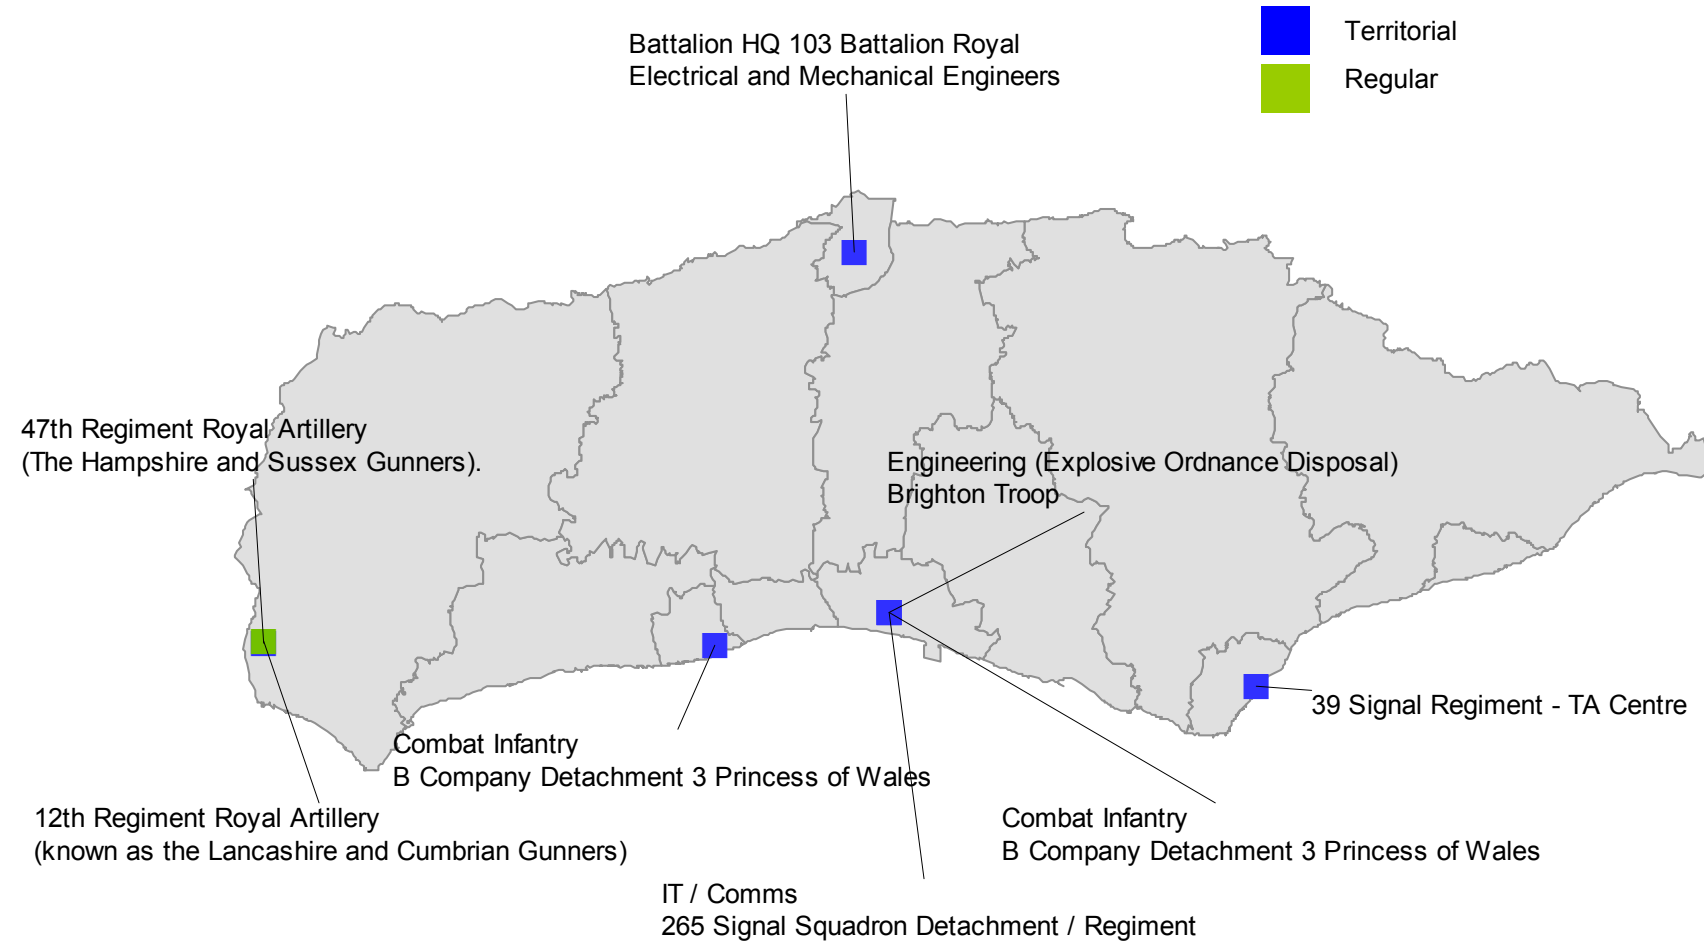 Battalion HQ 103 Battalion Royal
Electrical and Mechanical Engineers
Territorial
Regular
47th Regiment Royal Artillery
(The Hampshire and Sussex Gunners).
Engineering (Explosive Ordnance Disposal)
Brighton Troop
39 Signal Regiment - TA Centre
Combat Infantry
B Company Detachment 3 Princess of Wales
12th Regiment Royal Artillery
(known as the Lancashire and Cumbrian Gunners)
Combat Infantry
B Company Detachment 3 Princess of Wales
IT / Comms
265 Signal Squadron Detachment / Regiment